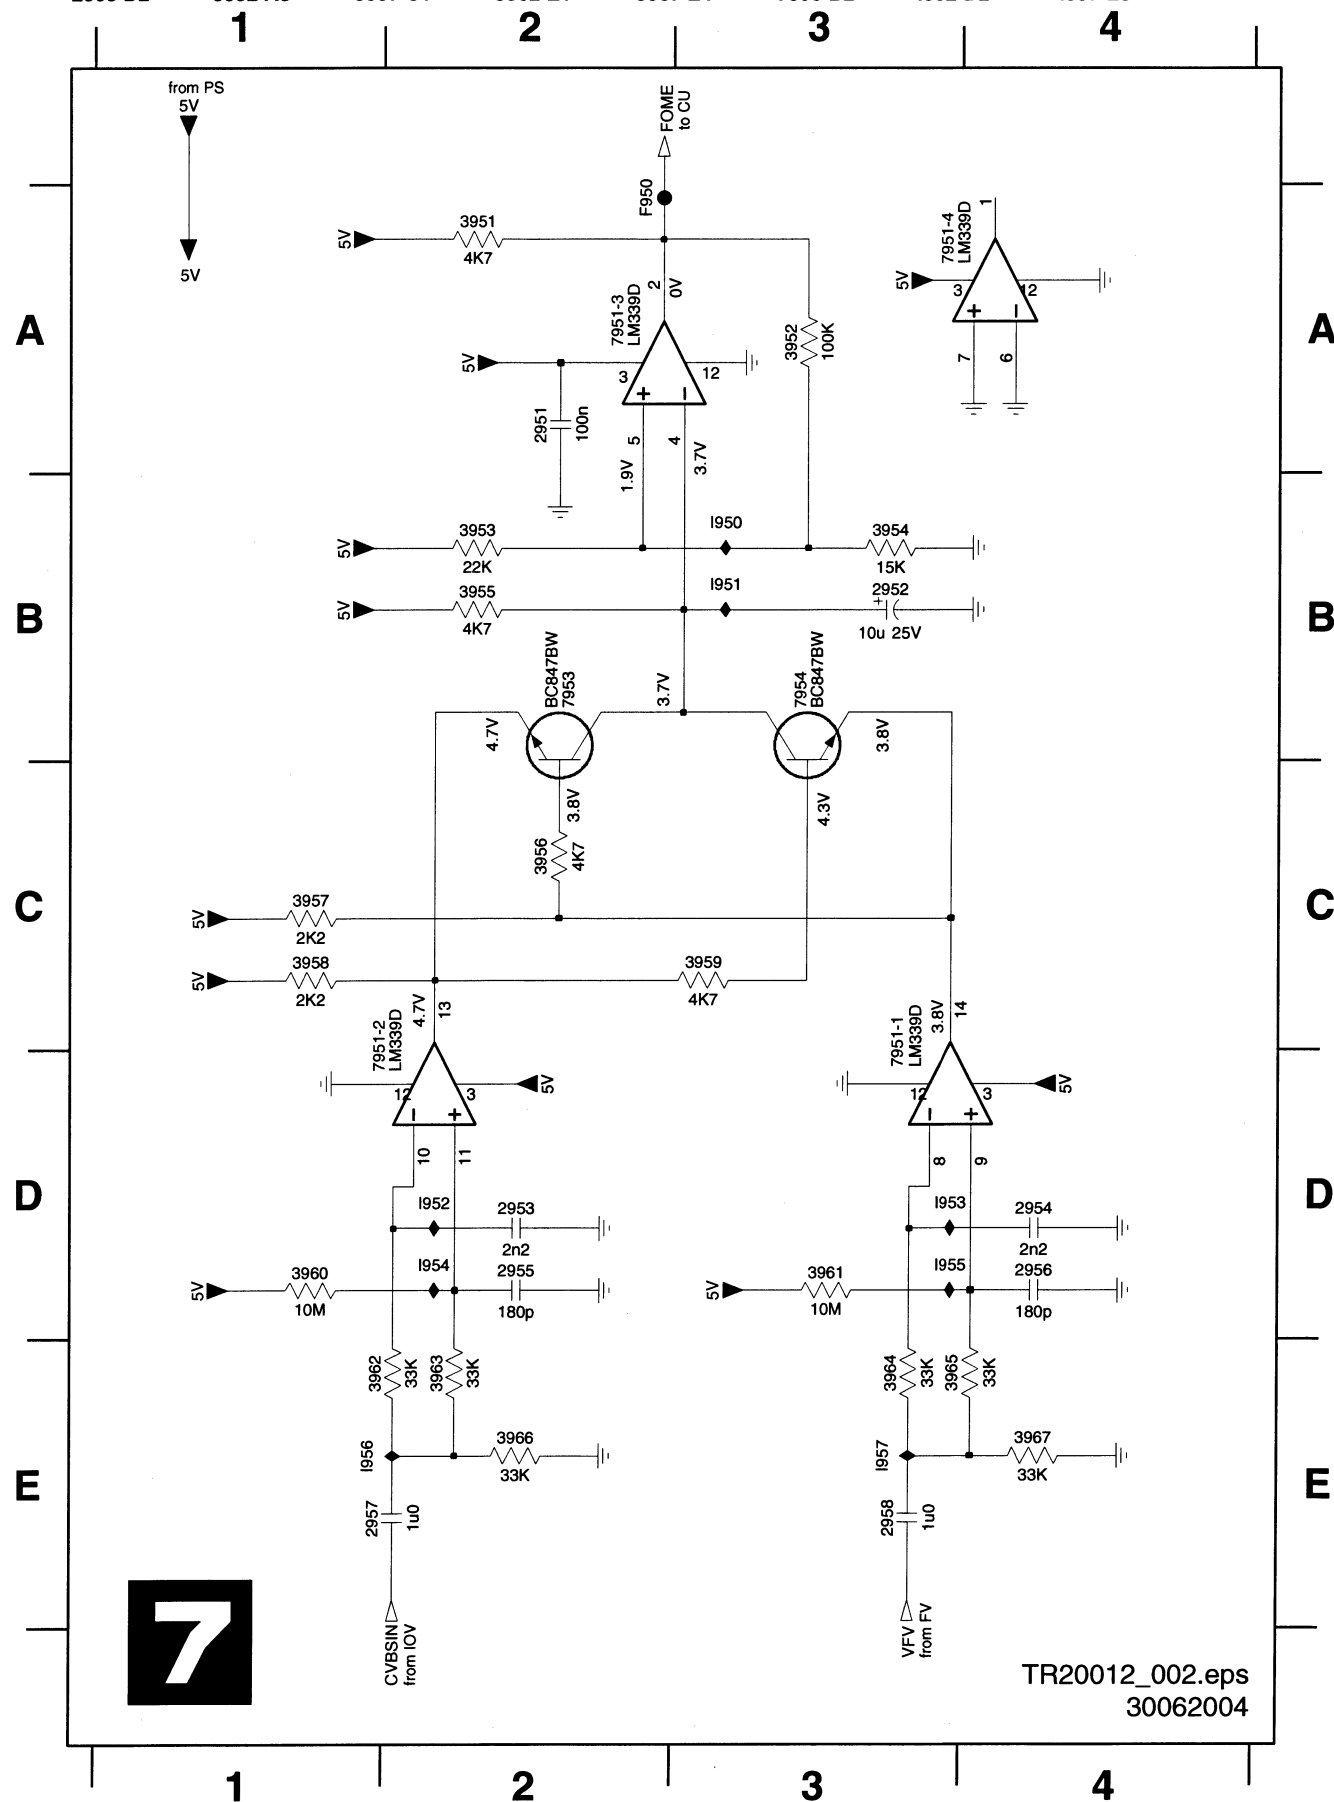 1 2 3 4
from PS
5V
5V
FOME
to CU
F950
5V
3951
4K7
2
0V
7951-3
LM339D
5V
3
12
+
–
3952
100K
2951
100n
5
4
1.9V
3.7V
7951-4
LM339D
1
5V
3
12
+
–
7
6
A
A
5V
3953
22K
I950
3954
15K
5V
3955
4K7
I951
2952
+
10u 25V
B
B
BC847BW
7953
3.7V
7954
BC847BW
4.7V
3.8V
3.8V
4.3V
3956
4K7
5V
3957
2K2
C
C
5V
3958
2K2
3959
4K7
4.7V
13
7951-2
LM339D
3.8V
14
7951-1
LM339D
12
3
5V
–
+
12
3
5V
–
+
10
11
8
9
D
D
I952
2953
2n2
I953
2954
2n2
5V
3960
10M
I954
2955
180p
5V
3961
10M
I955
2956
180p
3962
33K
3963
33K
3964
33K
3965
33K
I956
3966
33K
I957
3967
33K
E
E
2957
1u0
2958
1u0
CVBSIN
from IOV
VFV
from FV
7
TR20012_002.eps
30062004
1 2 3 4